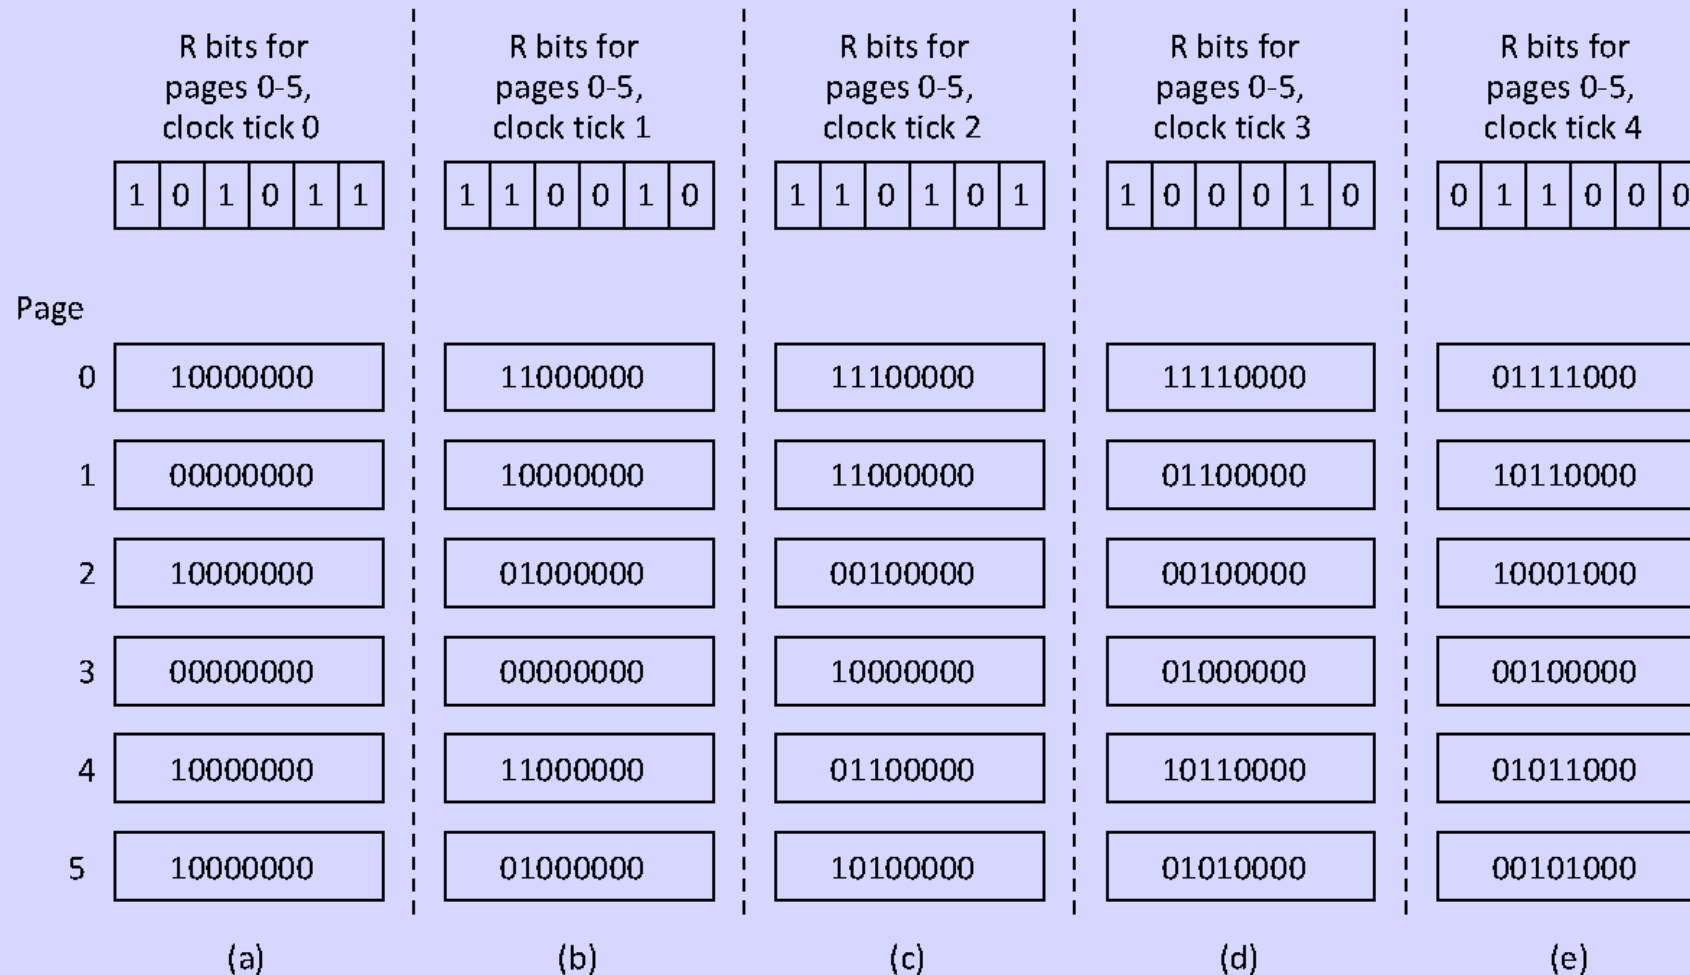 R bits for
pages 0-5,
clock tick 0
R bits for
pages 0-5,
clock tick 1
R bits for
pages 0-5,
clock tick 2
R bits for
pages 0-5,
clock tick 3
R bits for
pages 0-5,
clock tick 4
1 0 1 0 1 1
1 1 0 0 1 0
1 1 0 1 0 1
1 0 0 0 1 0
0 1 1 0 0 0
Page
0 10000000 11000000 11100000 11110000 01111000
1 00000000 10000000 11000000 01100000 10110000
2 10000000 01000000 00100000 00100000 10001000
3 00000000 00000000 10000000 01000000 00100000
4 10000000 11000000 01100000 10110000 01011000
5 10000000 01000000 10100000 01010000 00101000
(a) (b) (c) (d) (e)